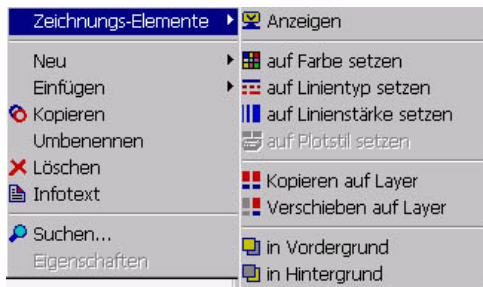 Zeichnungs-Elemente
Neu
Einfügen
Kopieren
Umbenennen
Löschen
Infotext
Suchen...
Eigenschaften
Anzeigen
auf Farbe setzen
auf Linientyp setzen
auf Linienstärke setzen
auf Plotstil setzen
Kopieren auf Layer
Verschieben auf Layer
in Vordergrund
in Hintergrund